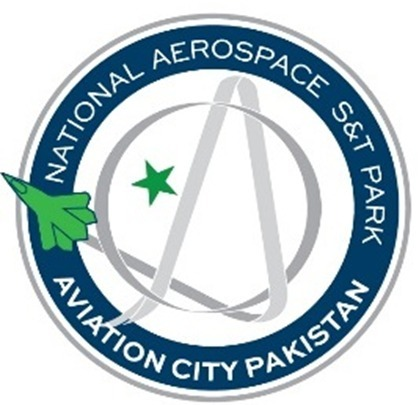 NATIONAL AEROSPACE S&T PARK
AVIATION CITY PAKISTAN